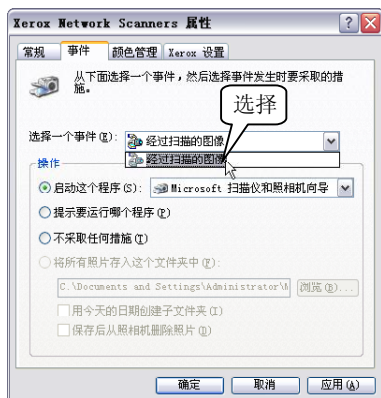 Xerox Network Scanners 属性
常规 事件 颜色管理 Xerox 设置
从下面选择一个事件，然后选择事件发生时要采取的措
施。
选择
选择一个事件(E): 经过扫描的图像
经过扫描的图像
操作
启动这个程序(S): Microsoft 扫描仪和照相机向导
提示要运行哪个程序(P)
不采取任何措施(T)
将所有照片存入这个文件夹中(F):
C:\Documents and Settings\Administrator\M 浏览(B)...
用今天的日期创建子文件夹(I)
保存后从照相机删除照片(D)
确定 取消 应用(A)